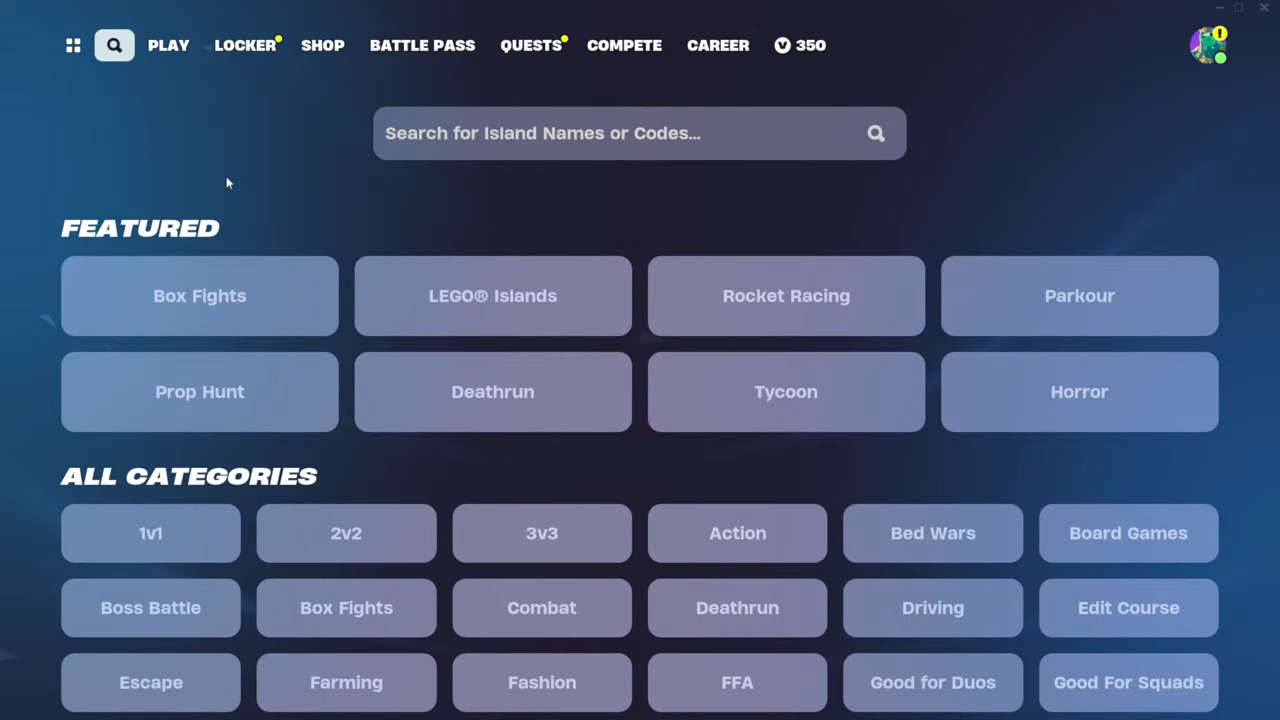 PLAY LOCKER SHOP BATTLE PASS QUESTS COMPETE CAREER V 350 !
Search for Island Names or Codes...
FEATURED
Box Fights LEGO® Islands Rocket Racing Parkour
Prop Hunt Deathrun Tycoon Horror
ALL CATEGORIES
1v1 2v2 3v3 Action Bed Wars Board Games
Boss Battle Box Fights Combat Deathrun Driving Edit Course
Escape Farming Fashion FFA Good for Duos Good For Squads